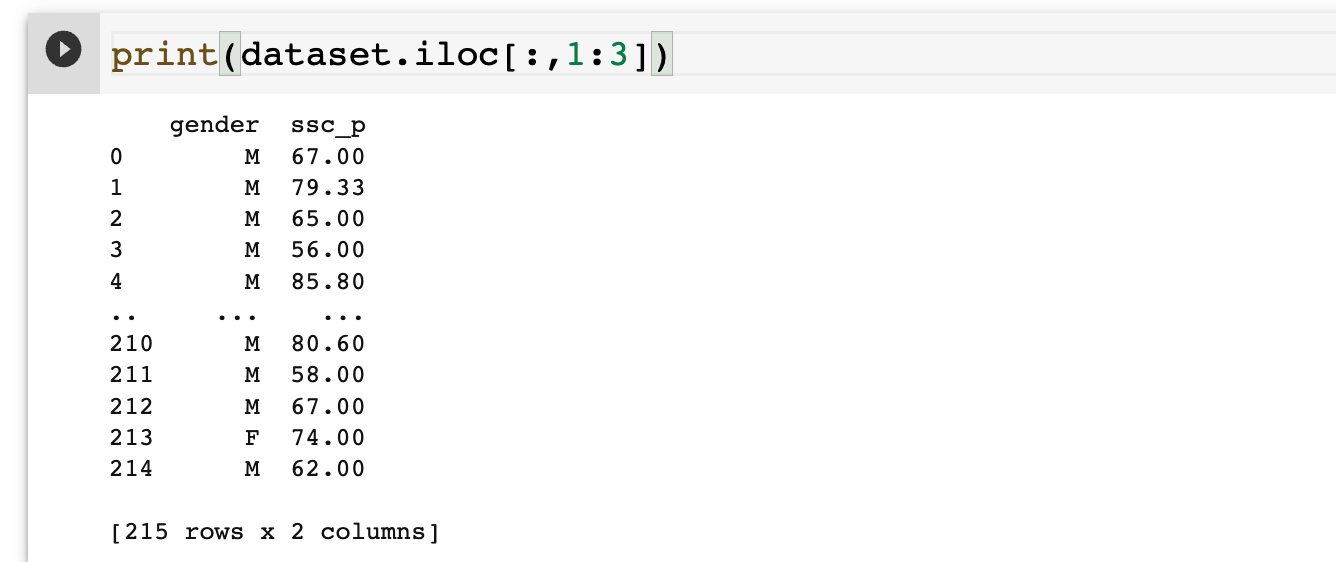 print(dataset.iloc[:,1:3])
gender ssc_p
0 M 67.00
1 M 79.33
2 M 65.00
3 M 56.00
4 M 85.80
.. ... ...
210 M 80.60
211 M 58.00
212 M 67.00
213 F 74.00
214 M 62.00
[215 rows x 2 columns]